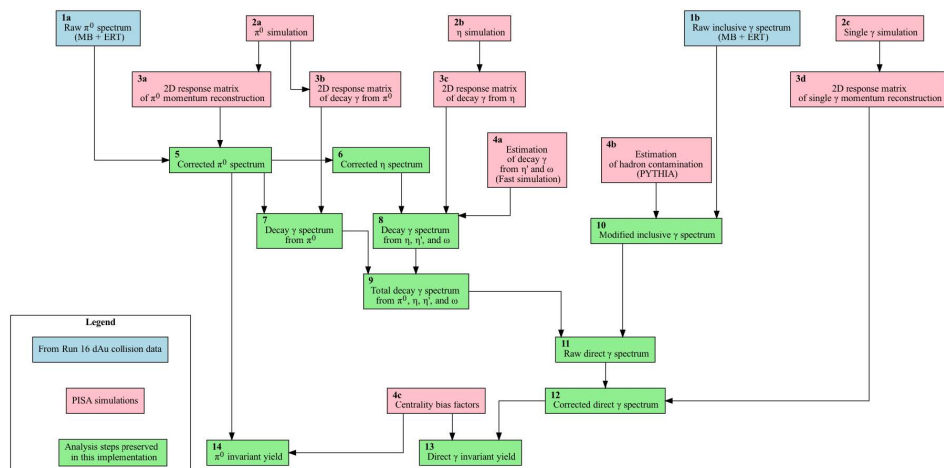 1a
Raw π⁰ spectrum
(MB + ERT)
2a
π⁰ simulation
2b
η simulation
1b
Raw inclusive γ spectrum
(MB + ERT)
2c
Single γ simulation
3a
2D response matrix
of π⁰ momentum reconstruction
3b
2D response matrix
of decay γ from π⁰
3c
2D response matrix
of decay γ from η
3d
2D response matrix
of single γ momentum reconstruction
4a
Estimation
of decay γ
from η' and ω
(Fast simulation)
4b
Estimation
of hadron contamination
(PYTHIA)
5
Corrected π⁰ spectrum
6
Corrected η spectrum
7
Decay γ spectrum
from π⁰
8
Decay γ spectrum
from η, η', and ω
10
Modified inclusive γ spectrum
9
Total decay γ spectrum
from π⁰, η, η', and ω
11
Raw direct γ spectrum
4c
Centrality bias factors
12
Corrected direct γ spectrum
14
π⁰ invariant yield
13
Direct γ invariant yield
Legend
From Run 16 dAu collision data
PISA simulations
Analysis steps preserved
in this implementation